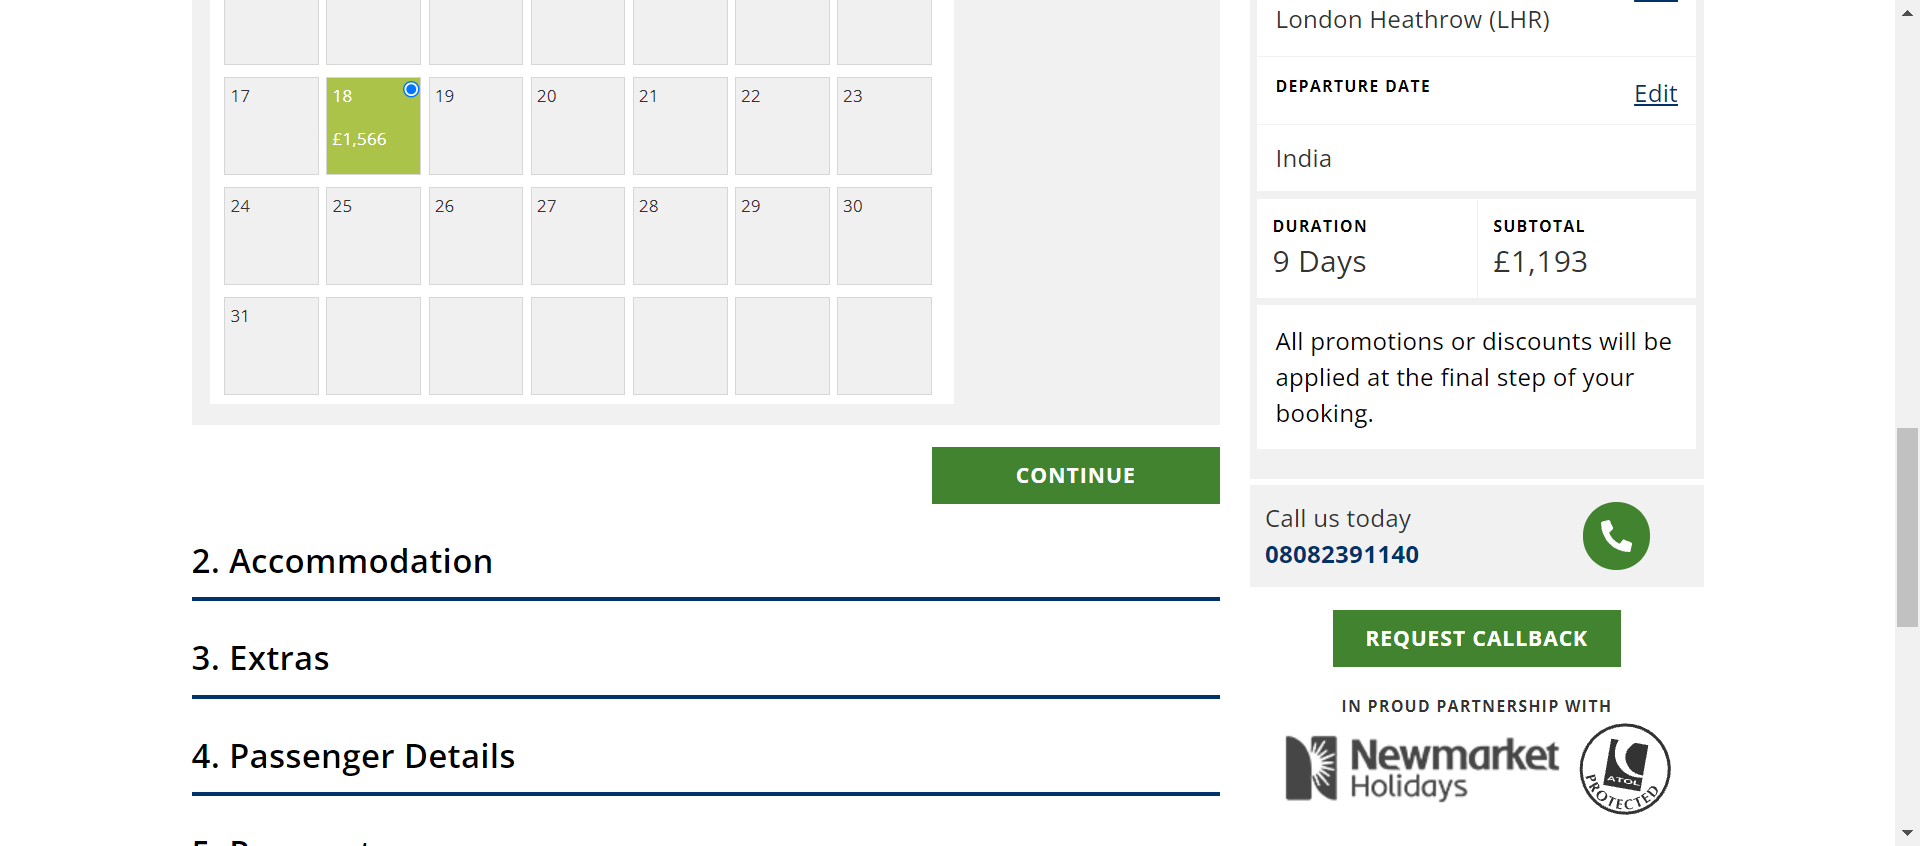 17
18
19
20
21
22
23
£1,566
24
25
26
27
28
29
30
31
CONTINUE
2. Accommodation
3. Extras
4. Passenger Details
London Heathrow (LHR)
DEPARTURE DATE
Edit
India
DURATION
9 Days
SUBTOTAL
£1,193
All promotions or discounts will be
applied at the final step of your
booking.
Call us today
08082391140
REQUEST CALLBACK
IN PROUD PARTNERSHIP WITH
Newmarket
Holidays
ATOL
PROTECTED